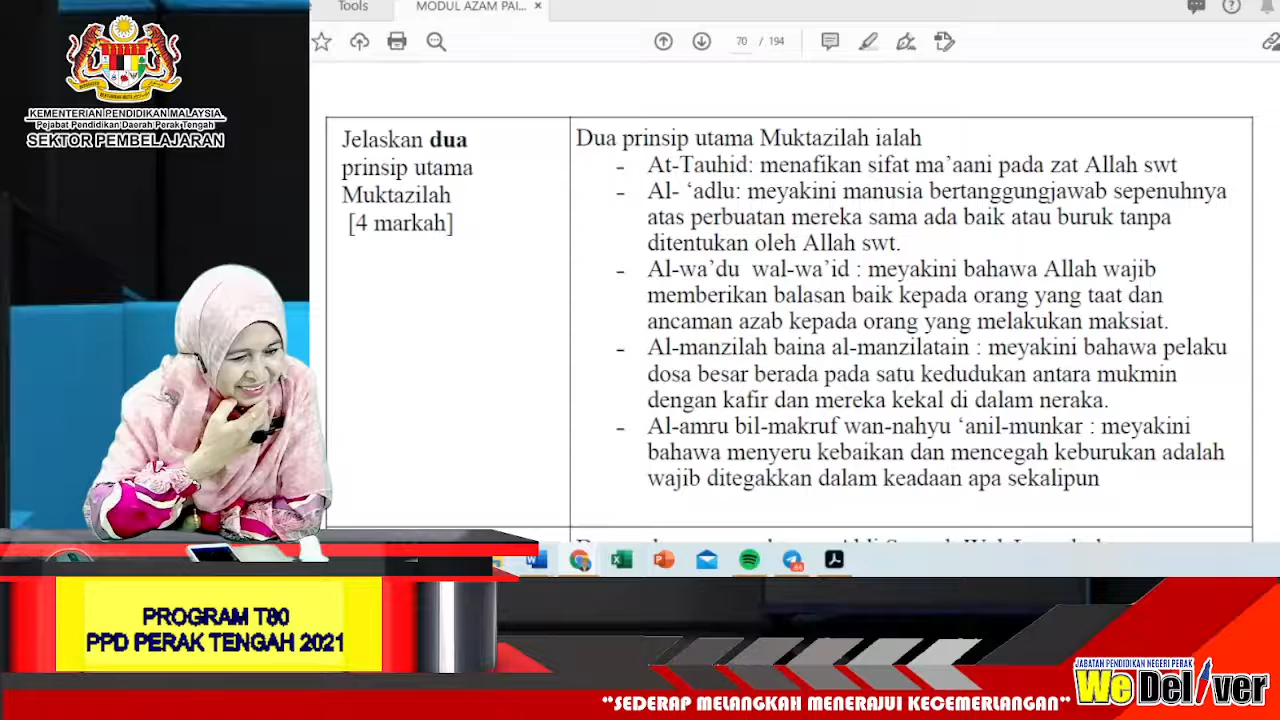 Tools
MODUL AZAM PAI...
70 / 194
KEMENTERIAN PENDIDIKAN MALAYSIA
Pejabat Pendidikan Daerah Perak Tengah
SEKTOR PEMBELAJARAN
Jelaskan dua
prinsip utama
Muktazilah
[4 markah]
Dua prinsip utama Muktazilah ialah
- At-Tauhid: menafikan sifat ma’aani pada zat Allah swt
- Al- ‘adlu: meyakini manusia bertanggungjawab sepenuhnya
atas perbuatan mereka sama ada baik atau buruk tanpa
ditentukan oleh Allah swt.
- Al-wa’du wal-wa’id : meyakini bahawa Allah wajib
memberikan balasan baik kepada orang yang taat dan
ancaman azab kepada orang yang melakukan maksiat.
- Al-manzilah baina al-manzilatain : meyakini bahawa pelaku
dosa besar berada pada satu kedudukan antara mukmin
dengan kafir dan mereka kekal di dalam neraka.
- Al-amru bil-makruf wan-nahyu ‘anil-munkar : meyakini
bahawa menyeru kebaikan dan mencegah keburukan adalah
wajib ditegakkan dalam keadaan apa sekalipun
PROGRAM T80
PPD PERAK TENGAH 2021
JABATAN PENDIDIKAN NEGERI PERAK
We Deliver
"SEDERAP MELANGKAH MENERAJUI KECEMERLANGAN"